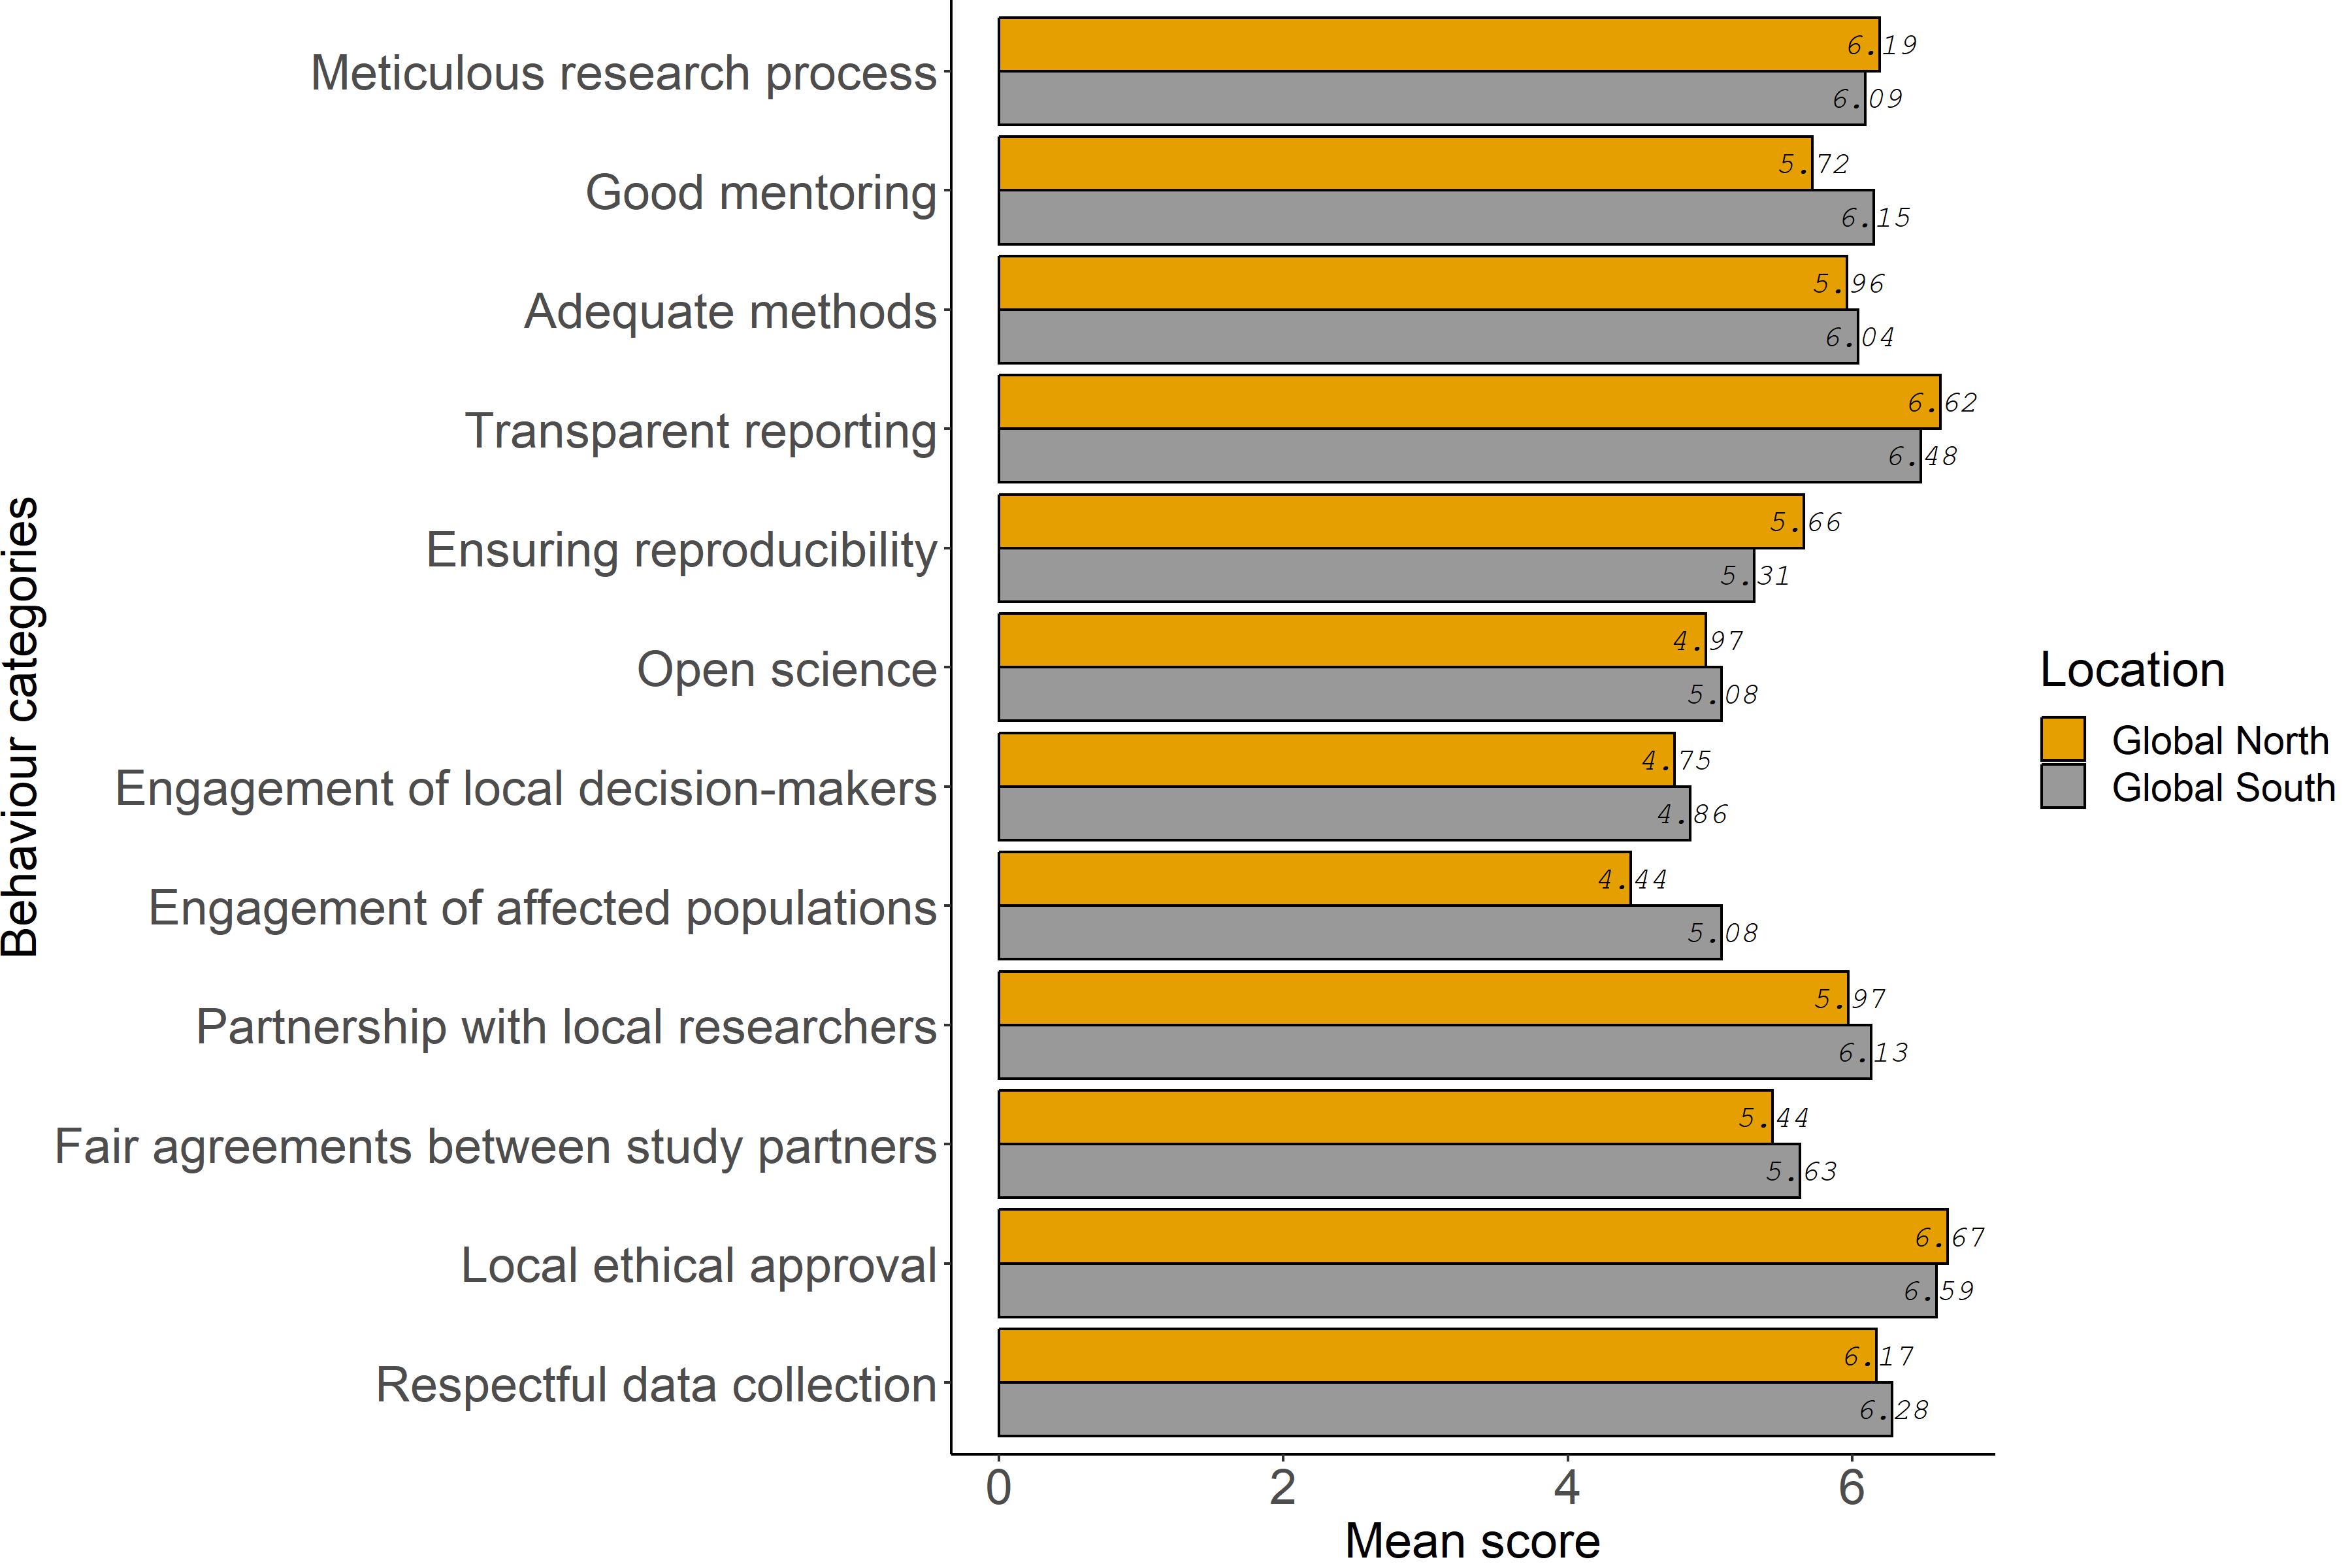 Behaviour categories
Meticulous research process
6.19
6.09
Good mentoring
5.72
6.15
Adequate methods
5.96
6.04
Transparent reporting
6.62
6.48
Ensuring reproducibility
5.66
5.31
Open science
4.97
5.08
Engagement of local decision-makers
4.75
4.86
Engagement of affected populations
4.44
5.08
Partnership with local researchers
5.97
6.13
Fair agreements between study partners
5.44
5.63
Local ethical approval
6.67
6.59
Respectful data collection
6.17
6.28
0 2 4 6
Mean score
Location
Global North
Global South